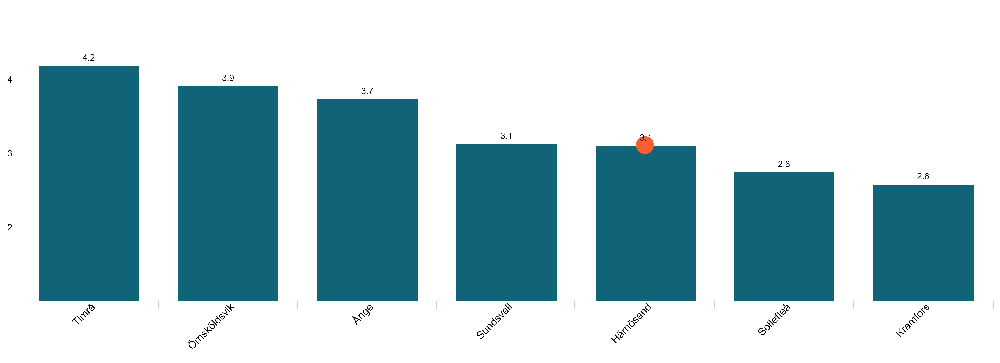 4.2
3.9
3.7
3.1
3.1
2.8
2.6
4
3
2
Timrå
Örnsköldsvik
Ånge
Sundsvall
Härnösand
Sollefteå
Kramfors